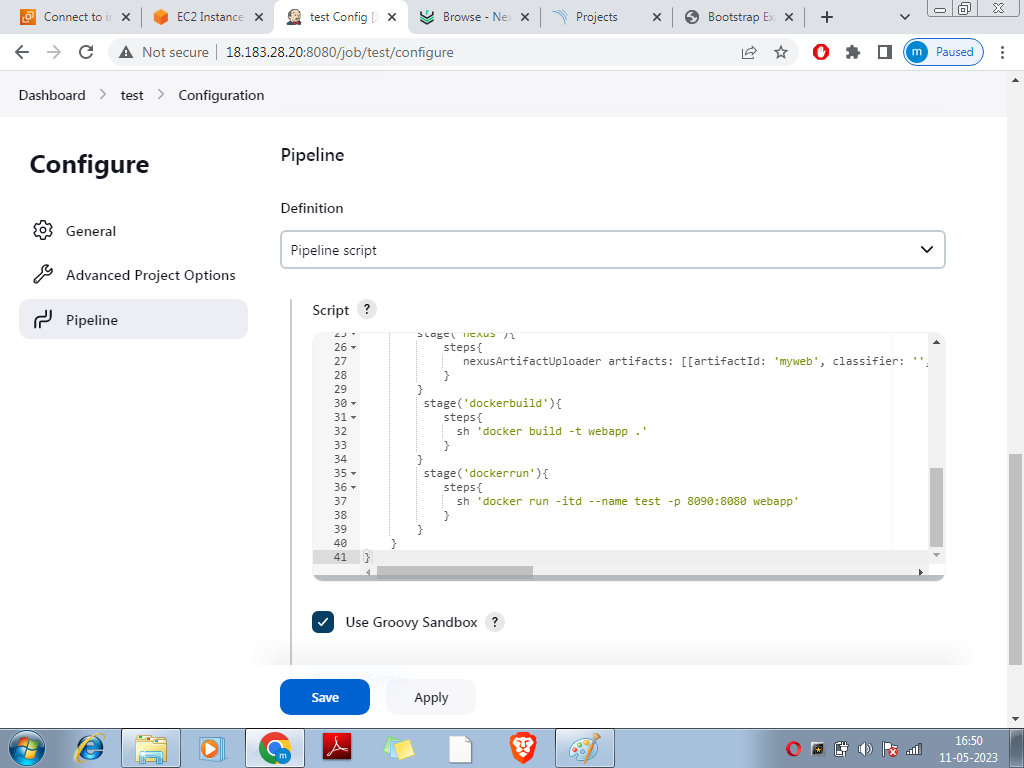 Connect to in
EC2 Instance
test Config [J
Browse - Nex
Projects
Bootstrap Ex
Not secure
18.183.28.20:8080/job/test/configure
m Paused
Dashboard > test > Configuration
Configure
General
Advanced Project Options
Pipeline
Pipeline
Definition
Pipeline script
Script ?
25 stage('nexus'){
26 steps{
27 nexusArtifactUploader artifacts: [[artifactId: 'myweb', classifier: '',
28 }
29 }
30 stage('dockerbuild'){
31 steps{
32 sh 'docker build -t webapp .'
33 }
34 }
35 stage('dockerrun'){
36 steps{
37 sh 'docker run -itd --name test -p 8090:8080 webapp'
38 }
39 }
40 }
41 }
Use Groovy Sandbox ?
Save
Apply
16:50
11-05-2023